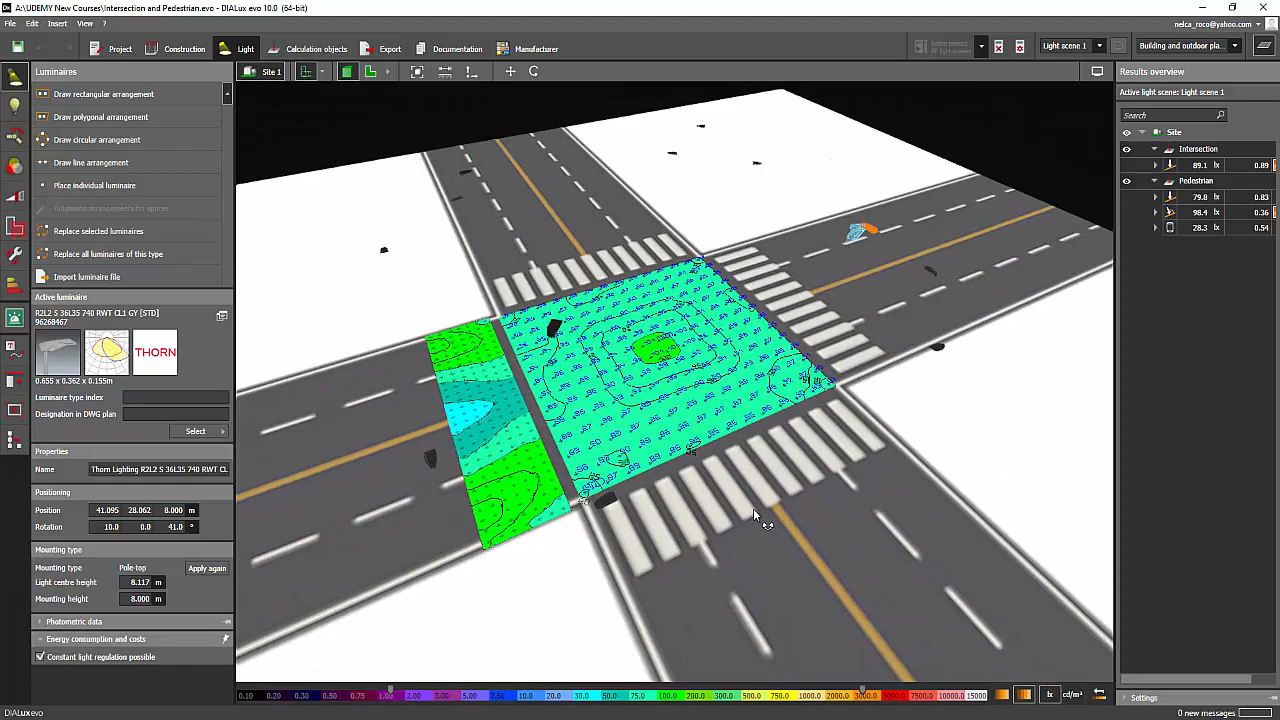 A:\UDEMY New Courses\Intersection and Pedestrian.evo - DIALux evo 10.0 (64-bit)
File Edit Insert View ?
nelca_roco@yahoo.com
Project Construction Light Calculation objects Export Documentation Manufacturer
Entire project
All light scenes
Light scene 1
Building and outdoor pla...
Luminaires
Site 1
Results overview
Draw rectangular arrangement
Active light scene: Light scene 1
Draw polygonal arrangement
Search
Draw circular arrangement
Site
Draw line arrangement
Intersection
89.1 lx 0.89
Place individual luminaire
Pedestrian
Automatic arrangements for spaces
79.8 lx 0.83
Replace selected luminaires
98.4 lx 0.36
Replace all luminaires of this type
28.3 lx 0.54
Import luminaire file
Active luminaire
R2L2 S 36L35 740 RWT CL1 GY [STD]
96268467
THORN
0.655 x 0.362 x 0.155m
Luminaire type index
Designation in DWG plan
Select
Properties
Name Thorn Lighting R2L2 S 36L35 740 RWT CL
Positioning
Position 41.095 28.062 8.000 m
Rotation 10.0 0.0 41.0 °
Mounting type
Mounting type Pole-top Apply again
Light centre height 8.117 m
Mounting height 8.000 m
Photometric data
Energy consumption and costs
Constant light regulation possible
0.10 0.20 0.30 0.50 0.75 1.00 2.00 3.00 5.00 7.50 10.0 20.0 30.0 50.0 75.0 100.0 200.0 300.0 500.0 750.0 1000.0 2000.0 3000.0 5000.0 7500.0 10000.0 15000
lx cd/m²
Settings
DIALux evo
0 new messages